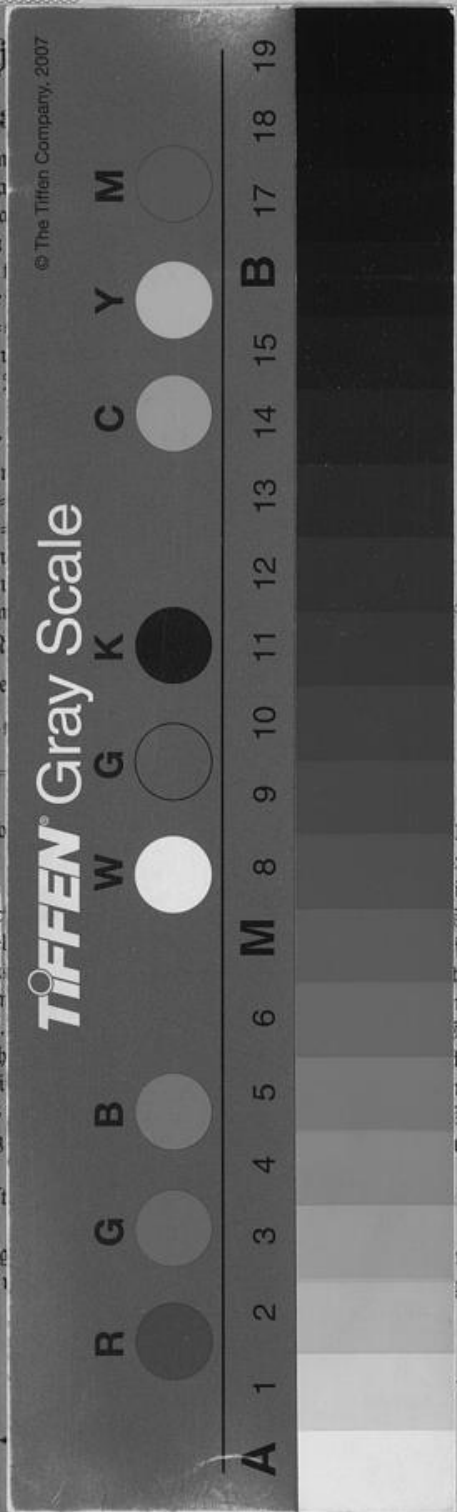 © The Tiffen Company, 2007
TIFFEN® Gray Scale
R G B W G K C Y M
A 1 2 3 4 5 6 M 8 9 10 11 12 13 14 15 B 17 18 19